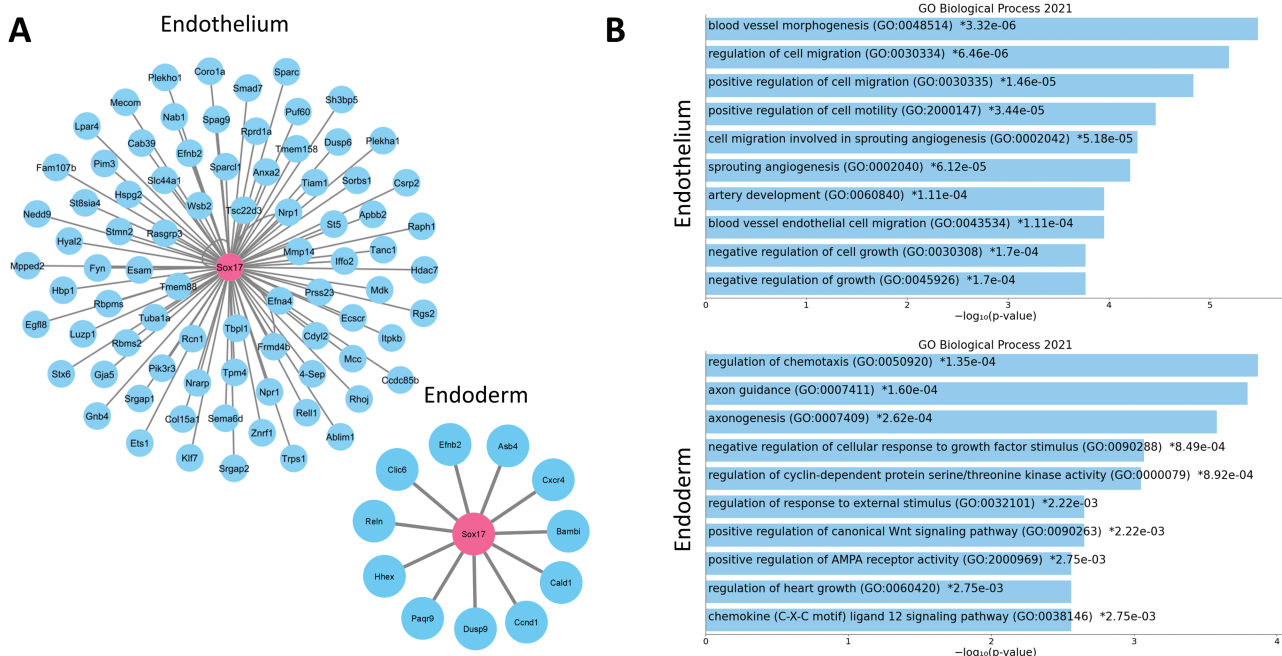 A
Endothelium
Coro1a
Sparc
Plekho1
Smad7
Mecom
Sh3bp5
Nab1
Spag9
Puf60
Lpar4
Rprd1a
Cab39
Efnb2
Tmem158
Dusp6
Plekha1
Fam107b
Pim3
Sparcl1
Anxa2
Slc44a1
Tiam1
Sorbs1
Csrp2
Hspg2
St8sia4
Wsb2
Tsc22d3
Nrp1
Apbb2
Nedd9
St5
Raph1
Stmn2
Rasgrp3
Hyal2
Mmp14
Tanc1
Iffo2
Mpped2
Fyn
Esam
Sox17
Hdac7
Hbp1
Tmem88
Prss23
Mdk
Rbpms
Efna4
Egfl8
Tuba1a
Ecscr
Rgs2
Luzp1
Rbms2
Rcn1
Tbpl1
Cdyl2
Itpkb
Frmd4b
Mcc
Stx6
Gja5
Pik3r3
Tpm4
4-Sep
Ccdc85b
Nrarp
Npr1
Srgap1
Rhoj
Gnb4
Col15a1
Sema6d
Rell1
Ets1
Znrf1
Ablim1
Klf7
Srgap2
Trps1
Endoderm
Efnb2
Asb4
Clic6
Cxcr4
Reln
Sox17
Bambi
Hhex
Cald1
Paqr9
Dusp9
Ccnd1
B
GO Biological Process 2021
Endothelium
blood vessel morphogenesis (GO:0048514) *3.32e-06
regulation of cell migration (GO:0030334) *6.46e-06
positive regulation of cell migration (GO:0030335) *1.46e-05
positive regulation of cell motility (GO:2000147) *3.44e-05
cell migration involved in sprouting angiogenesis (GO:0002042) *5.18e-05
sprouting angiogenesis (GO:0002040) *6.12e-05
artery development (GO:0060840) *1.11e-04
blood vessel endothelial cell migration (GO:0043534) *1.11e-04
negative regulation of cell growth (GO:0030308) *1.7e-04
negative regulation of growth (GO:0045926) *1.7e-04
0 1 2 3 4 5
−log₁₀(p-value)
GO Biological Process 2021
Endoderm
regulation of chemotaxis (GO:0050920) *1.35e-04
axon guidance (GO:0007411) *1.60e-04
axonogenesis (GO:0007409) *2.62e-04
negative regulation of cellular response to growth factor stimulus (GO:0090288) *8.49e-04
regulation of cyclin-dependent protein serine/threonine kinase activity (GO:0000079) *8.92e-04
regulation of response to external stimulus (GO:0032101) *2.22e-03
positive regulation of canonical Wnt signaling pathway (GO:0090263) *2.22e-03
positive regulation of AMPA receptor activity (GO:2000969) *2.75e-03
regulation of heart growth (GO:0060420) *2.75e-03
chemokine (C-X-C motif) ligand 12 signaling pathway (GO:0038146) *2.75e-03
0 1 2 3 4
−log₁₀(p-value)